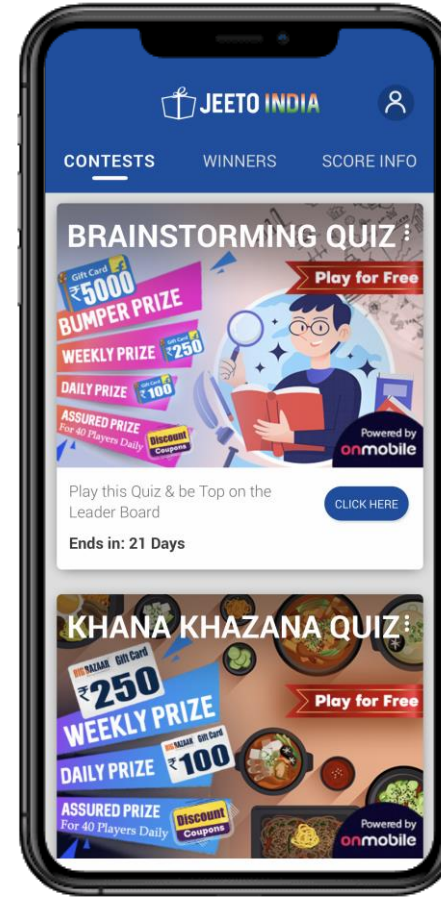 JEETO INDIA
CONTESTS WINNERS SCORE INFO
BRAINSTORMING QUIZ
Play for Free
Gift Card
₹5000
BUMPER PRIZE
WEEKLY PRIZE Gift Card ₹250
DAILY PRIZE Gift Card ₹100
ASSURED PRIZE
For 40 Players Daily
Discount
Coupons
Powered by
onmobile
Play this Quiz & be Top on the
Leader Board
CLICK HERE
Ends in: 21 Days
KHANA KHAZANA QUIZ
BIG BAZAAR Gift Card
₹250
WEEKLY PRIZE
Play for Free
BIG BAZAAR Gift Card
DAILY PRIZE ₹100
ASSURED PRIZE
For 40 Players Daily
Discount
Coupons
Powered by
onmobile